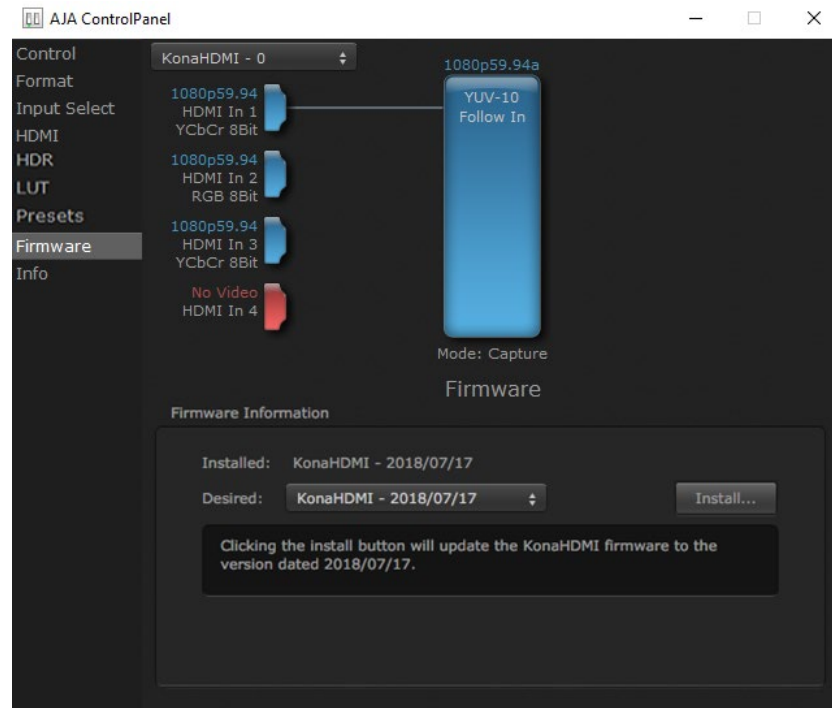 AJA ControlPanel
Control
Format
Input Select
HDMI
HDR
LUT
Presets
Firmware
Info
KonaHDMI - 0
1080p59.94
HDMI In 1
YCbCr 8Bit
1080p59.94
HDMI In 2
RGB 8Bit
1080p59.94
HDMI In 3
YCbCr 8Bit
No Video
HDMI In 4
1080p59.94a
YUV-10
Follow In
Mode: Capture
Firmware
Firmware Information
Installed: KonaHDMI - 2018/07/17
Desired: KonaHDMI - 2018/07/17 Install...
Clicking the install button will update the KonaHDMI firmware to the
version dated 2018/07/17.